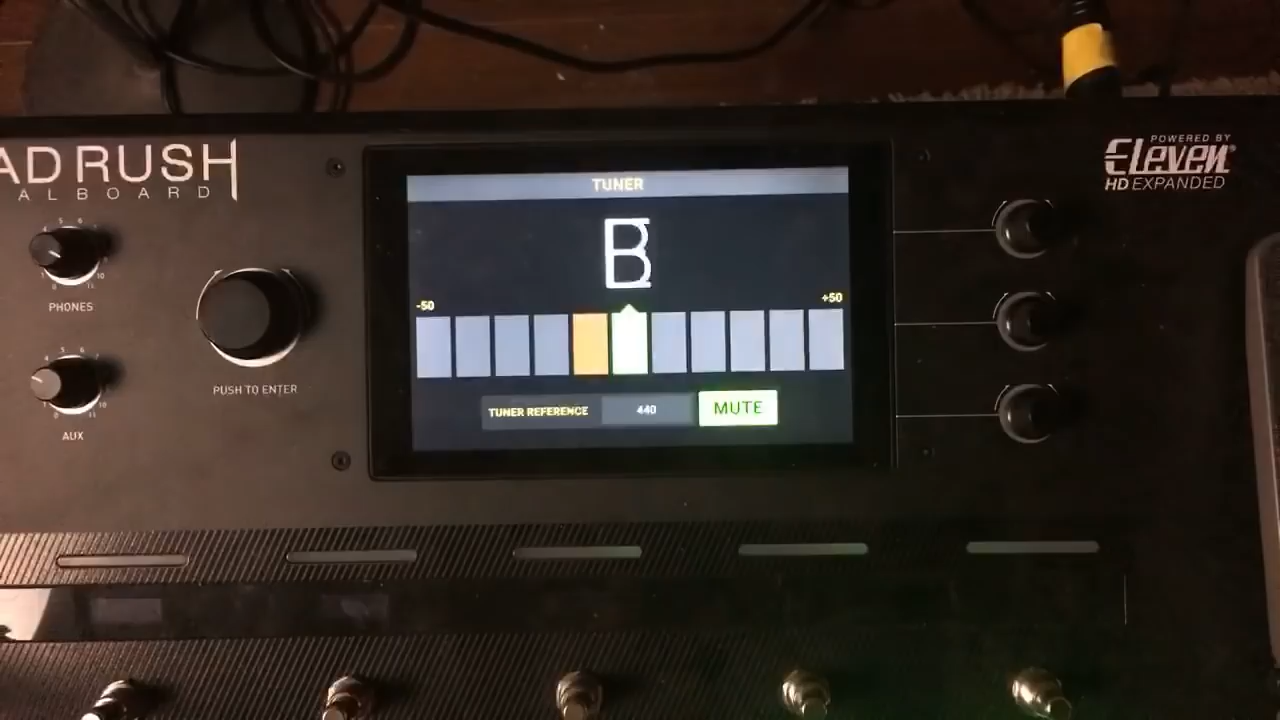 AD RUSH
ALBOARD
POWERED BY
ELEVEN®
HD EXPANDED
TUNER
B
-50
+50
TUNER REFERENCE 440 MUTE
PHONES
PUSH TO ENTER
AUX